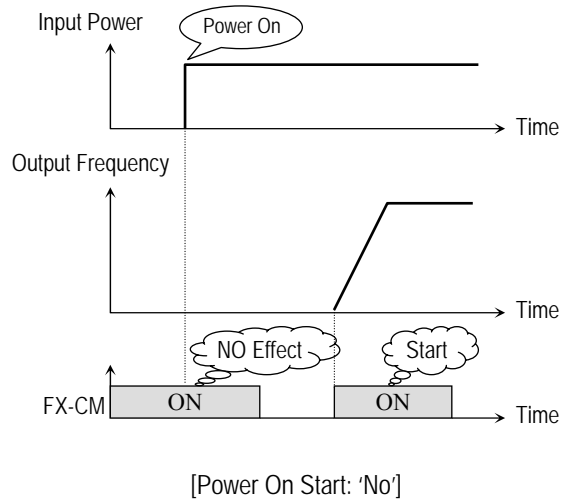 Input Power
Power On
Time
Output Frequency
Time
NO Effect
Start
FX-CM
ON
ON
Time
[Power On Start: ‘No’]